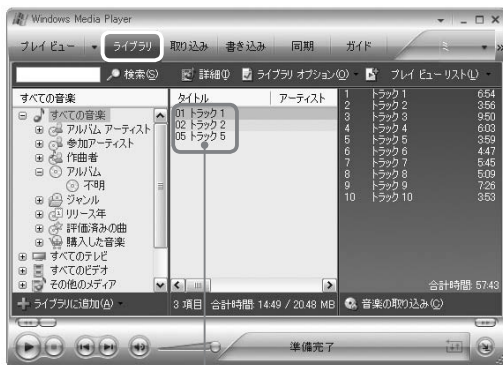 Windows Media Player
プレイ ビュー ライブラリ 取り込み 書き込み 同期 ガイド
検索(S) 詳細(I) ライブラリ オプション(O) プレイ ビュー リスト(L)
すべての音楽
すべての音楽
アルバム アーティスト
参加アーティスト
作曲者
アルバム
不明
ジャンル
リリース年
評価済みの曲
購入した音楽
すべてのテレビ
すべてのビデオ
その他のメディア
ライブラリに追加(A)
タイトル アーティスト
01 トラック 1
02 トラック 2
05 トラック 5
3 項目 合計時間: 14:49 / 20.48 MB
1 トラック 1 6:54
2 トラック 2 3:56
3 トラック 3 9:50
4 トラック 4 6:03
5 トラック 5 3:59
6 トラック 6 4:47
7 トラック 7 5:45
8 トラック 8 5:09
9 トラック 9 7:26
10 トラック 10 3:53
合計時間: 57:43
音楽の取り込み(C)
準備完了